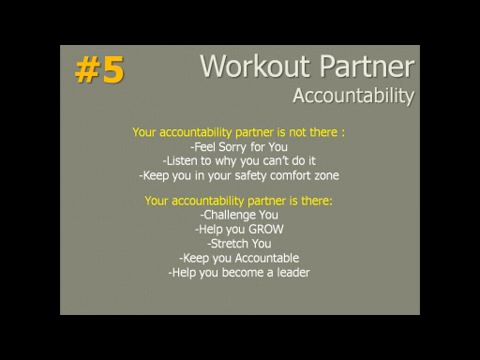 #5
Workout Partner
Accountability
Your accountability partner is not there :
-Feel Sorry for You
-Listen to why you can't do it
-Keep you in your safety comfort zone
Your accountability partner is there:
-Challenge You
-Help you GROW
-Stretch You
-Keep you Accountable
-Help you become a leader